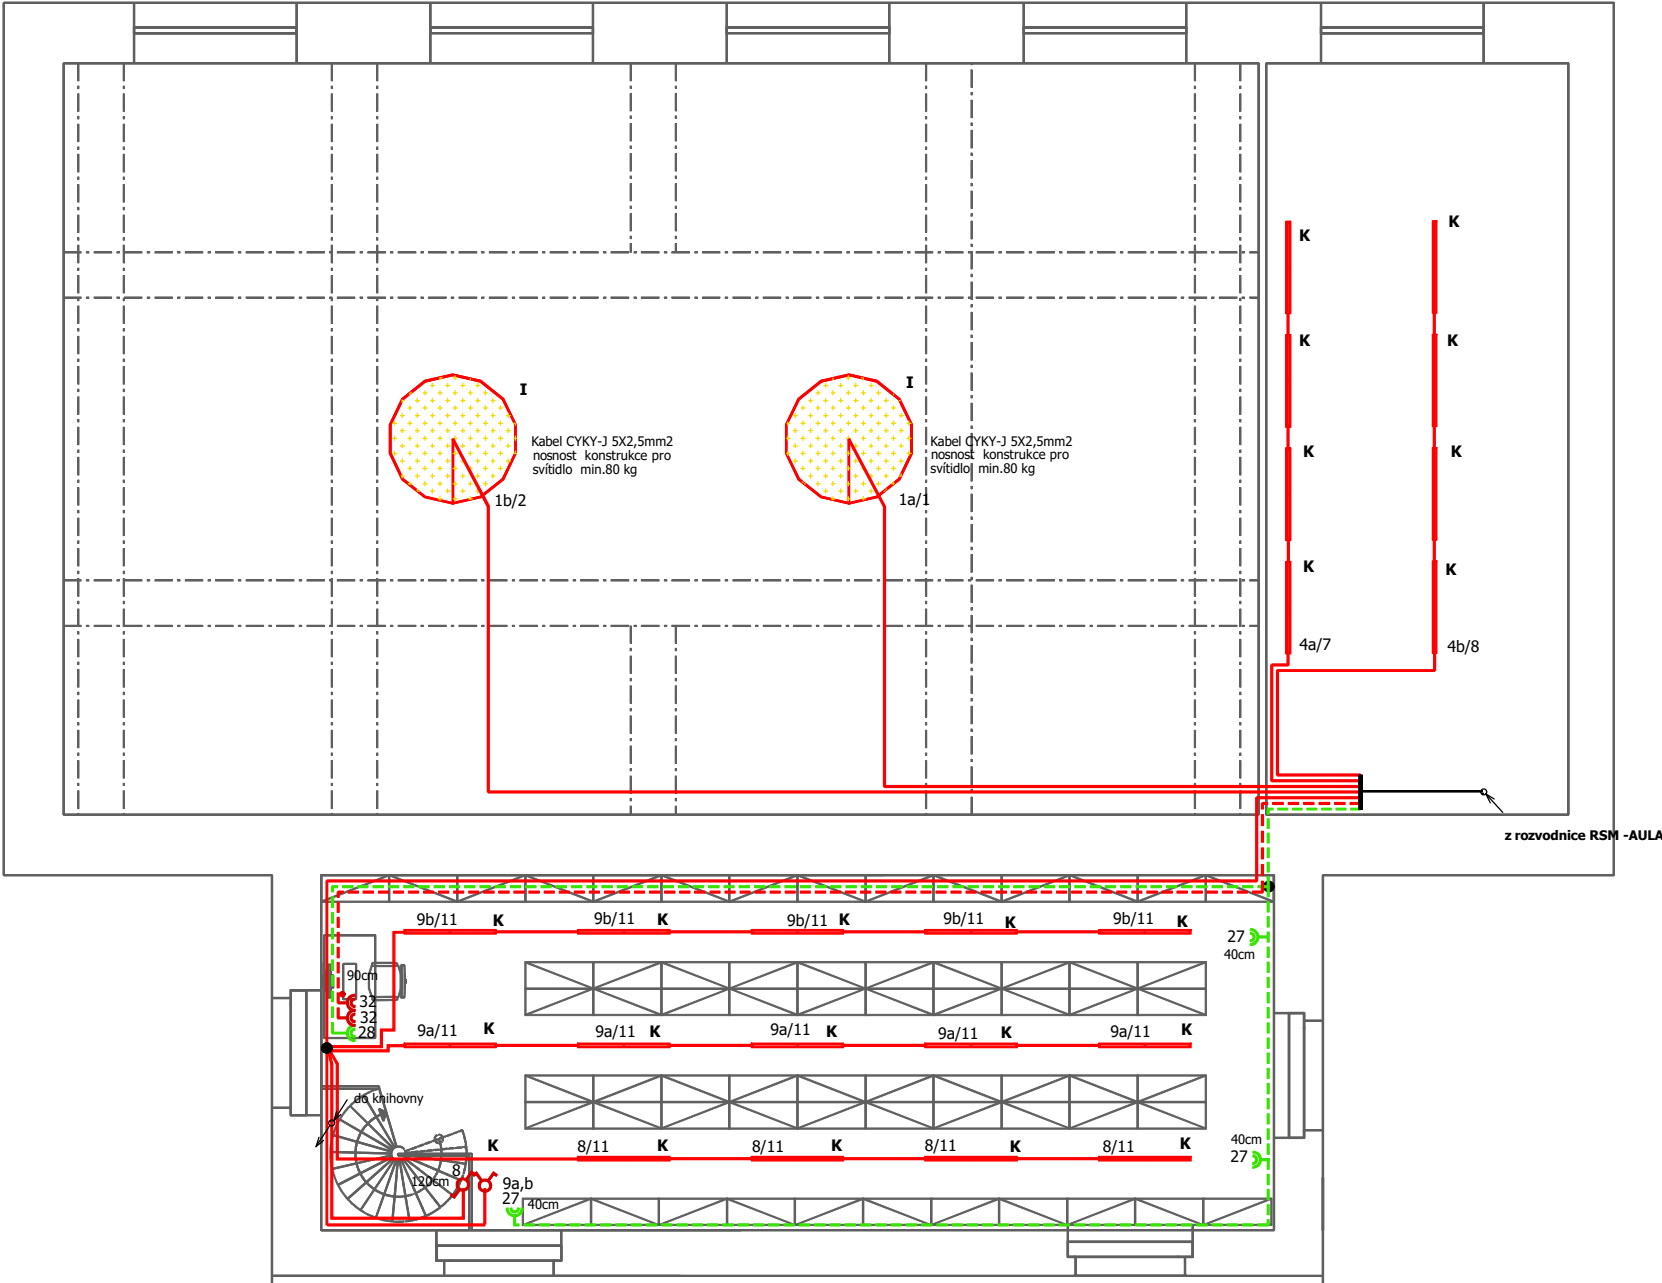 K
K
K
K
I
I
Kabel CYKY-J 5X2,5mm2
nosnost konstrukce pro
svítidlo min.80 kg
Kabel CYKY-J 5X2,5mm2
nosnost konstrukce pro
svítidlo min.80 kg
K
K
1b/2
1a/1
K
K
4a/7
4b/8
z rozvodnice RSM -AULA
9b/11
K
9b/11
K
9b/11
K
9b/11
K
9b/11
K
27
40cm
90cm
32
32
28
9a/11
K
9a/11
K
9a/11
K
9a/11
K
9a/11
K
do knihovny
K
8/11
K
8/11
K
8/11
K
8/11
K
40cm
27
8
120cm
9a,b
27
40cm